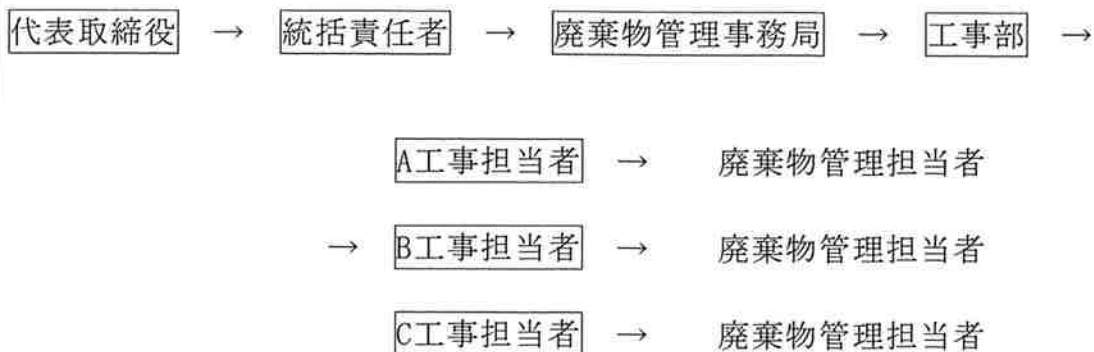 代表取締役 → 統括責任者 → 廃棄物管理事務局 → 工事部 →
A工事担当者 → 廃棄物管理担当者
→ B工事担当者 → 廃棄物管理担当者
C工事担当者 → 廃棄物管理担当者